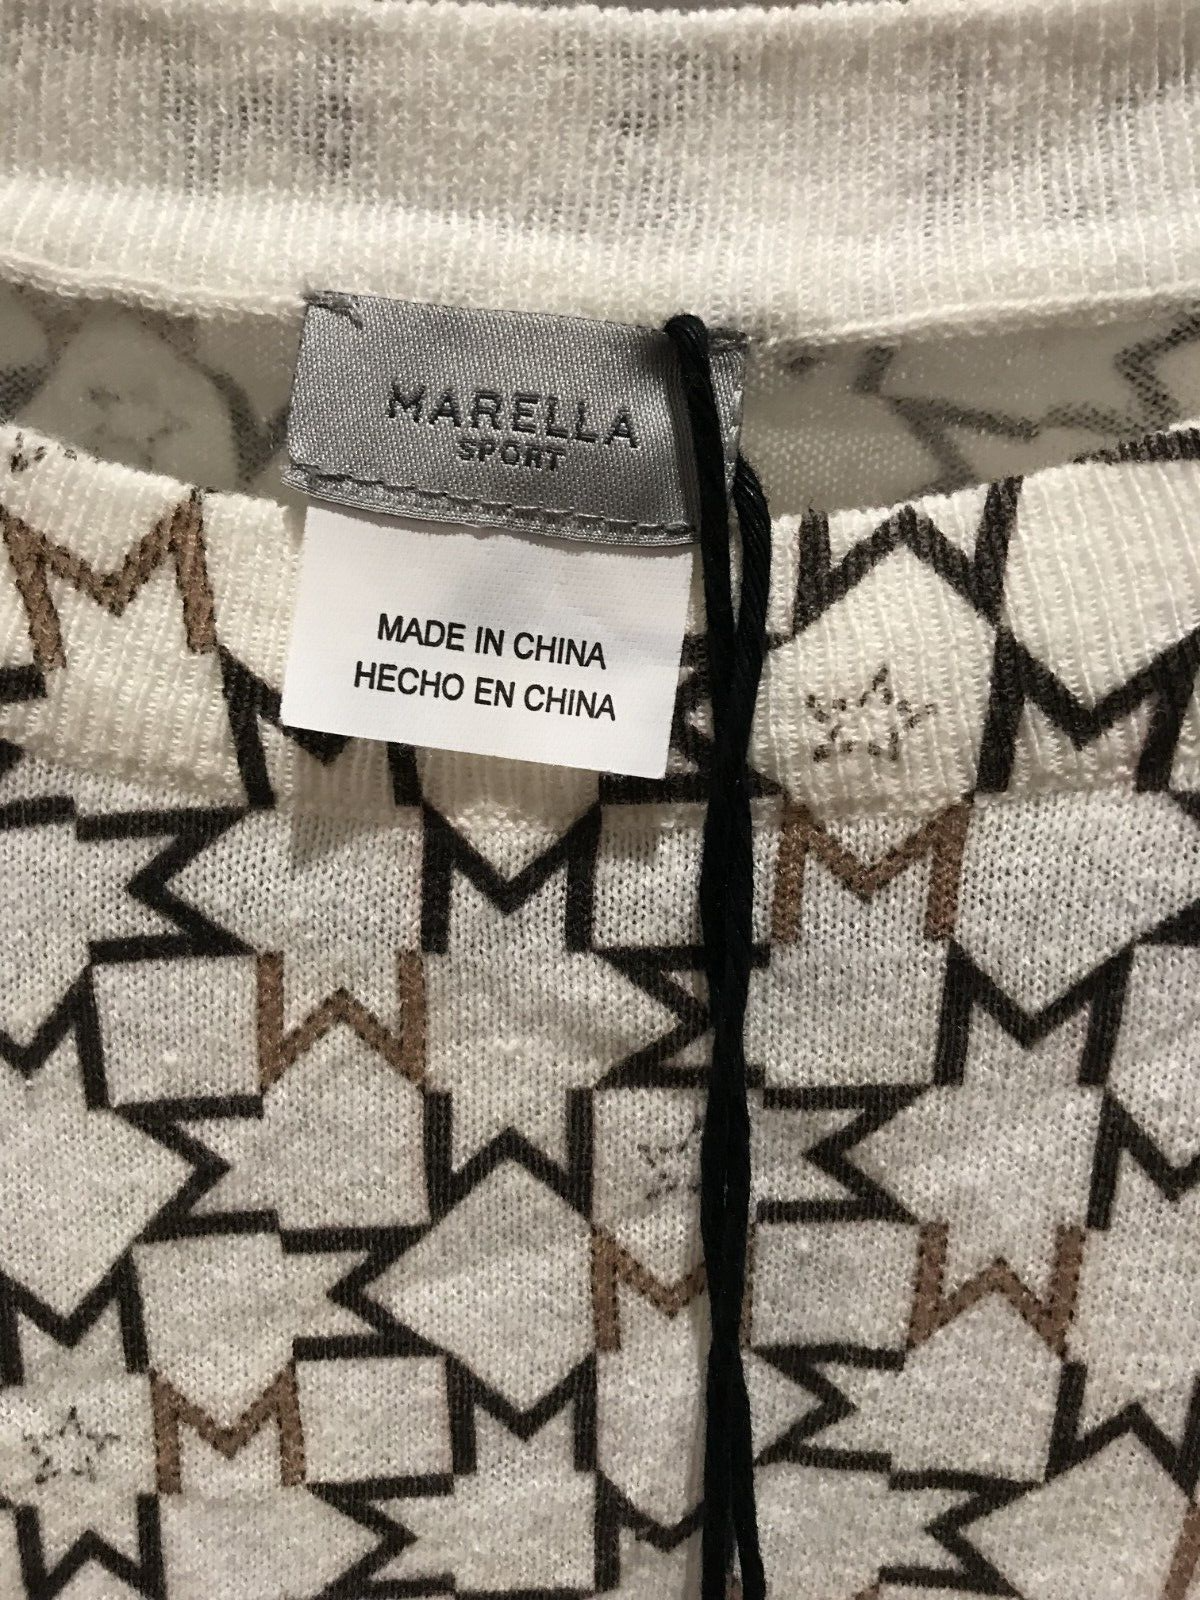 MARELLA
SPORT
MADE IN CHINA
HECHO EN CHINA